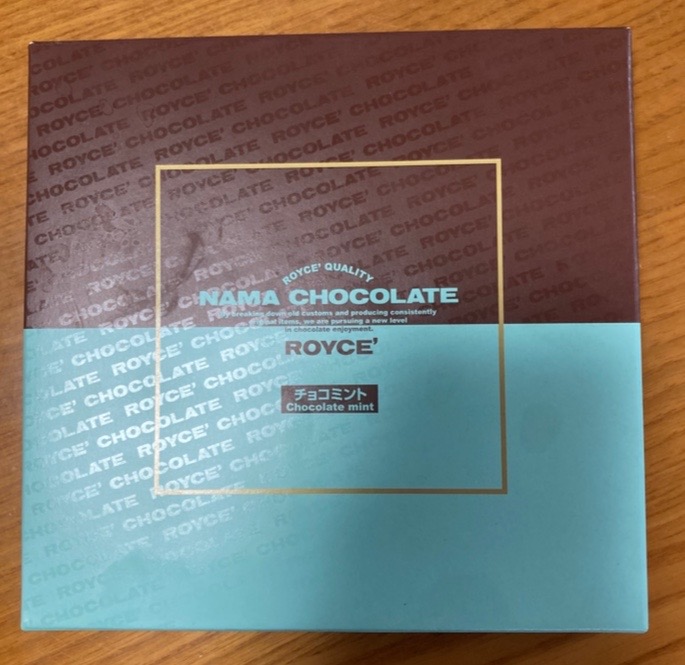 ROYCE' QUALITY
NAMA CHOCOLATE
By breaking down old customs and producing consistently
great items, we are pursuing a new level
in chocolate enjoyment.
ROYCE'
チョコミント
Chocolate mint